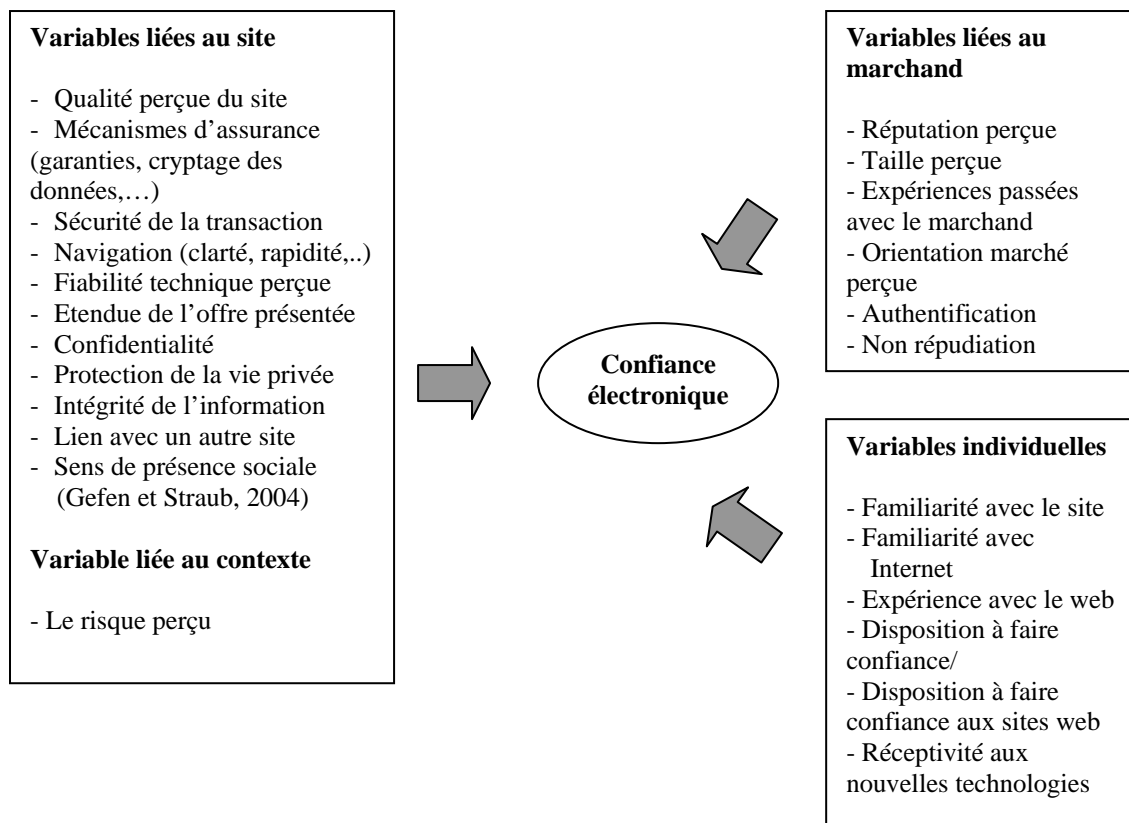 Variables liées au site
- Qualité perçue du site
- Mécanismes d’assurance
(garanties, cryptage des
données,…)
- Sécurité de la transaction
- Navigation (clarté, rapidité,..)
- Fiabilité technique perçue
- Etendue de l’offre présentée
- Confidentialité
- Protection de la vie privée
- Intégrité de l’information
- Lien avec un autre site
- Sens de présence sociale
(Gefen et Straub, 2004)
Variable liée au contexte
- Le risque perçu
Confiance
électronique
Variables liées au
marchand
- Réputation perçue
- Taille perçue
- Expériences passées
avec le marchand
- Orientation marché
perçue
- Authentification
- Non répudiation
Variables individuelles
- Familiarité avec le site
- Familiarité avec
Internet
- Expérience avec le web
- Disposition à faire
confiance/
- Disposition à faire
confiance aux sites web
- Réceptivité aux
nouvelles technologies